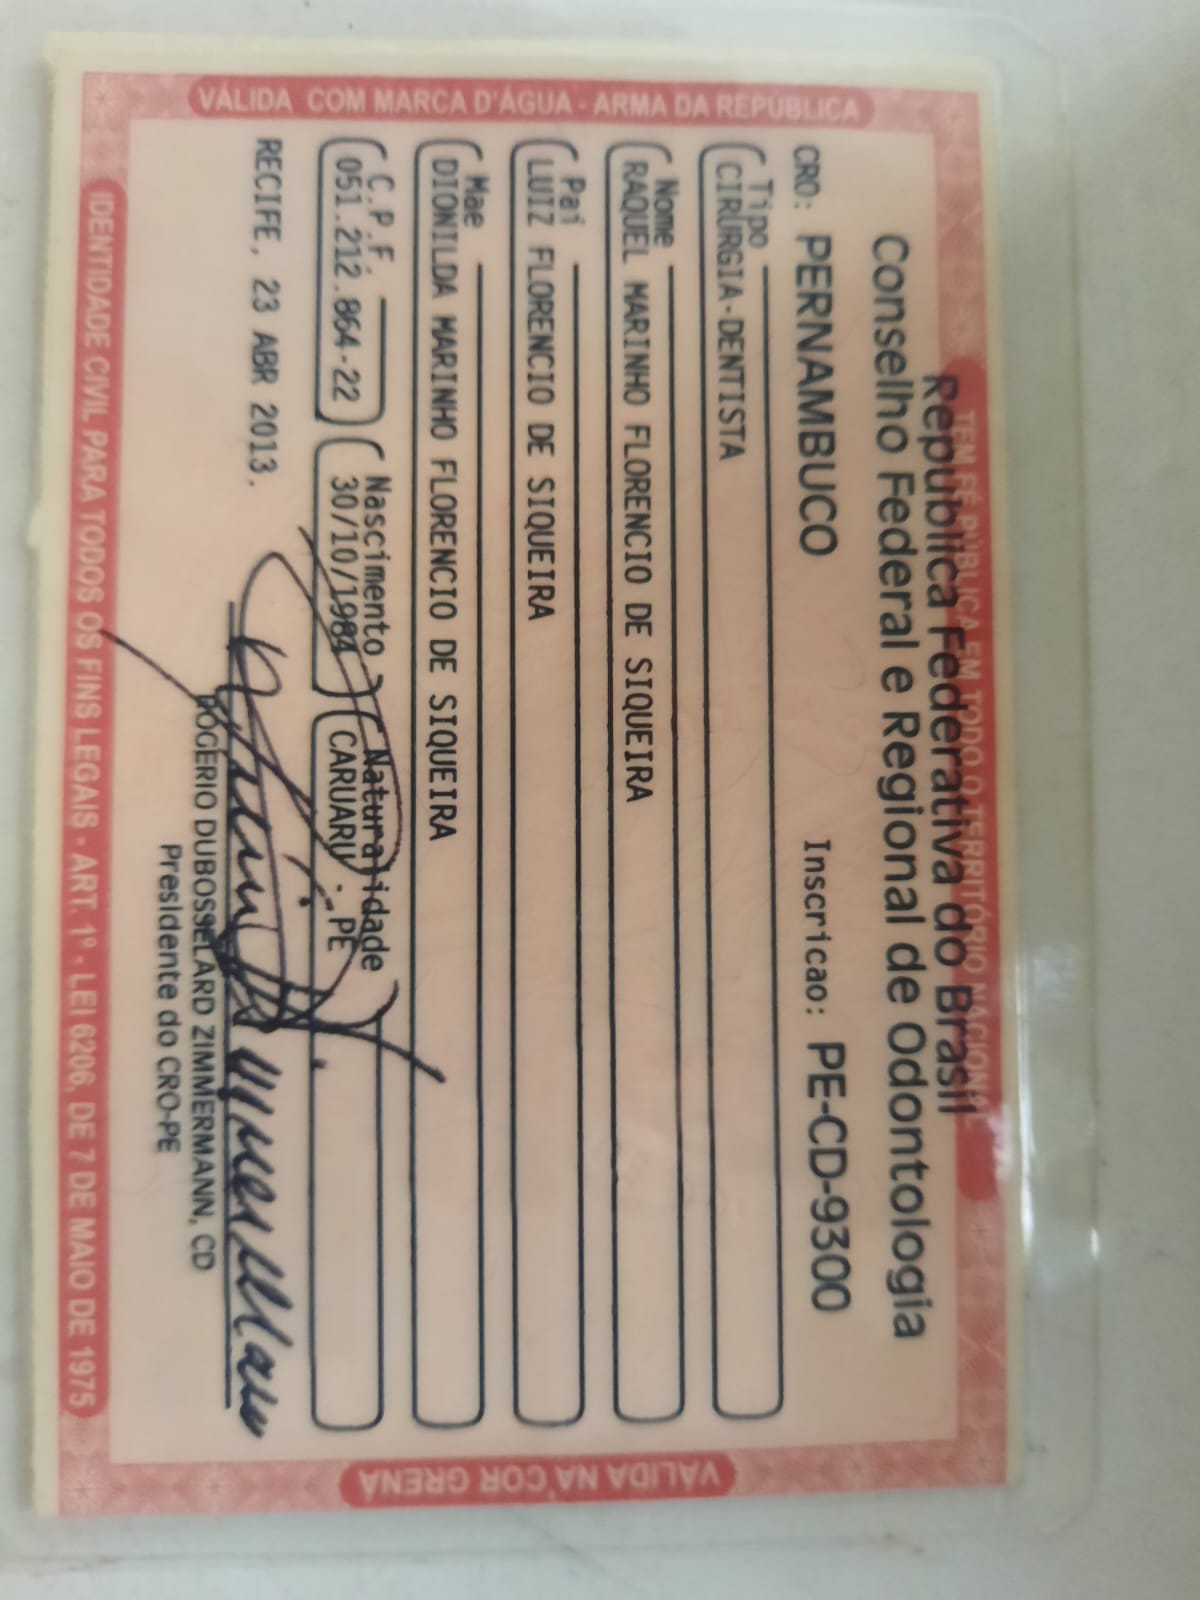 TEM FÉ PÚBLICA EM TODO O TERRITÓRIO NACIONAL
República Federativa do Brasil
Conselho Federal e Regional de Odontologia
CRO: PERNAMBUCO Inscricao: PE-CD-9300
Tipo
CIRURGIA-DENTISTA
Nome
RAQUEL MARINHO FLORENCIO DE SIQUEIRA
Pai
LUIZ FLORENCIO DE SIQUEIRA
Mae
DIONILDA MARINHO FLORENCIO DE SIQUEIRA
C.P.F. Nascimento Naturalidade
051.212.864-22 30/10/1984 CARUARU - PE
RECIFE, 23 ABR 2013.
ROGERIO DUBOSSELARD ZIMMERMANN, CD
Presidente do CRO-PE
IDENTIDADE CIVIL PARA TODOS OS FINS LEGAIS - ART. 1º - LEI 6206, DE 7 DE MAIO DE 1975
VÁLIDA COM MARCA D'ÁGUA - ARMA DA REPÚBLICA
VÁLIDA NA COR GRENÁ